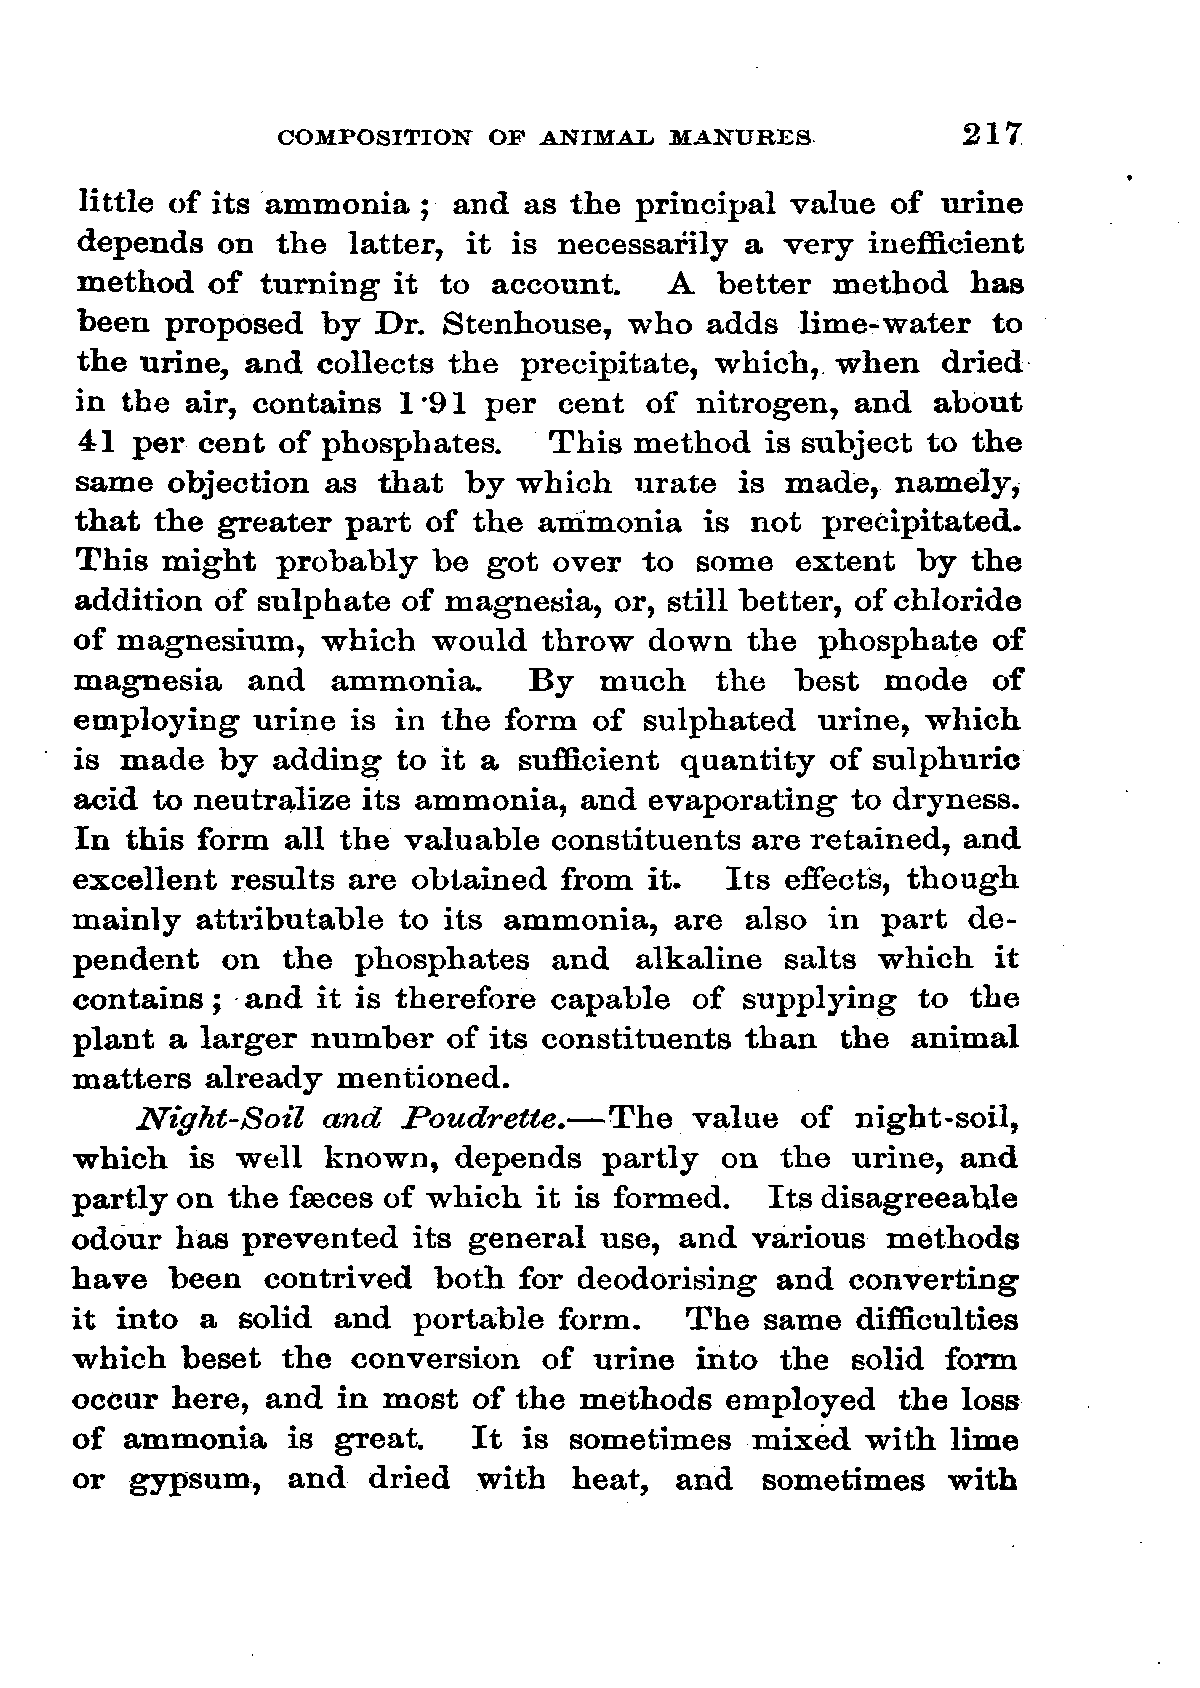 COMPOSITION OF ANIMAL MANURES. 217
little of its ammonia ; and as the principal value of urine
depends on the latter, it is necessarily a very inefficient
method of turning it to account. A better method has
been proposed by Dr. Stenhouse, who adds lime-water to
the urine, and collects the precipitate, which, when dried
in the air, contains 1·91 per cent of nitrogen, and about
41 per cent of phosphates. This method is subject to the
same objection as that by which urate is made, namely,
that the greater part of the ammonia is not precipitated.
This might probably be got over to some extent by the
addition of sulphate of magnesia, or, still better, of chloride
of magnesium, which would throw down the phosphate of
magnesia and ammonia. By much the best mode of
employing urine is in the form of sulphated urine, which
is made by adding to it a sufficient quantity of sulphuric
acid to neutralize its ammonia, and evaporating to dryness.
In this form all the valuable constituents are retained, and
excellent results are obtained from it. Its effects, though
mainly attributable to its ammonia, are also in part de-
pendent on the phosphates and alkaline salts which it
contains ; and it is therefore capable of supplying to the
plant a larger number of its constituents than the animal
matters already mentioned.
Night-Soil and Poudrette.—The value of night-soil,
which is well known, depends partly on the urine, and
partly on the fæces of which it is formed. Its disagreeable
odour has prevented its general use, and various methods
have been contrived both for deodorising and converting
it into a solid and portable form. The same difficulties
which beset the conversion of urine into the solid form
occur here, and in most of the methods employed the loss
of ammonia is great. It is sometimes mixed with lime
or gypsum, and dried with heat, and sometimes with